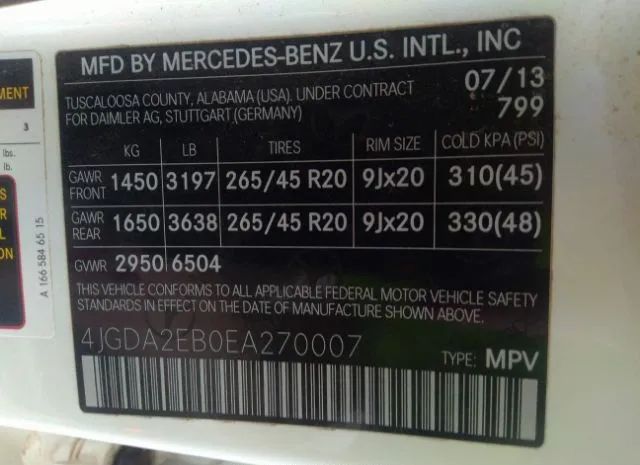 MFD BY MERCEDES-BENZ U.S. INTL., INC
07/13
TUSCALOOSA COUNTY, ALABAMA (USA). UNDER CONTRACT
FOR DAIMLER AG, STUTTGART,(GERMANY)
799
KG LB TIRES RIM SIZE COLD KPA (PSI)
GAWR FRONT 1450 3197 265/45 R20 9Jx20 310(45)
GAWR REAR 1650 3638 265/45 R20 9Jx20 330(48)
GVWR 2950 6504
THIS VEHICLE CONFORMS TO ALL APPLICABLE FEDERAL MOTOR VEHICLE SAFETY
STANDARDS IN EFFECT ON THE DATE OF MANUFACTURE SHOWN ABOVE.
4JGDA2EB0EA270007
TYPE: MPV
A 166 584 65 15
3
lbs.
lb.